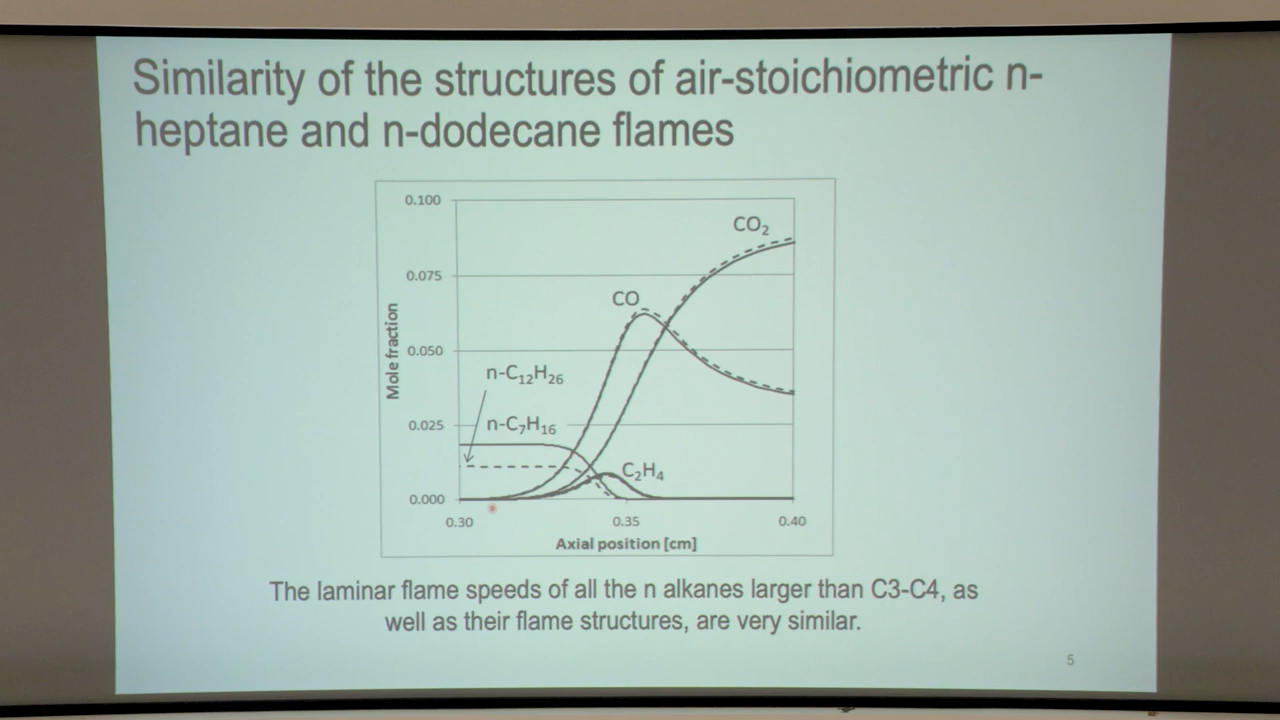 Similarity of the structures of air-stoichiometric n-
heptane and n-dodecane flames
0.100
CO₂
0.075
CO
Mole fraction
0.050
n-C₁₂H₂₆
0.025
n-C₇H₁₆
C₂H₄
0.000
0.30
0.35
0.40
Axial position [cm]
The laminar flame speeds of all the n alkanes larger than C3-C4, as
well as their flame structures, are very similar.
5